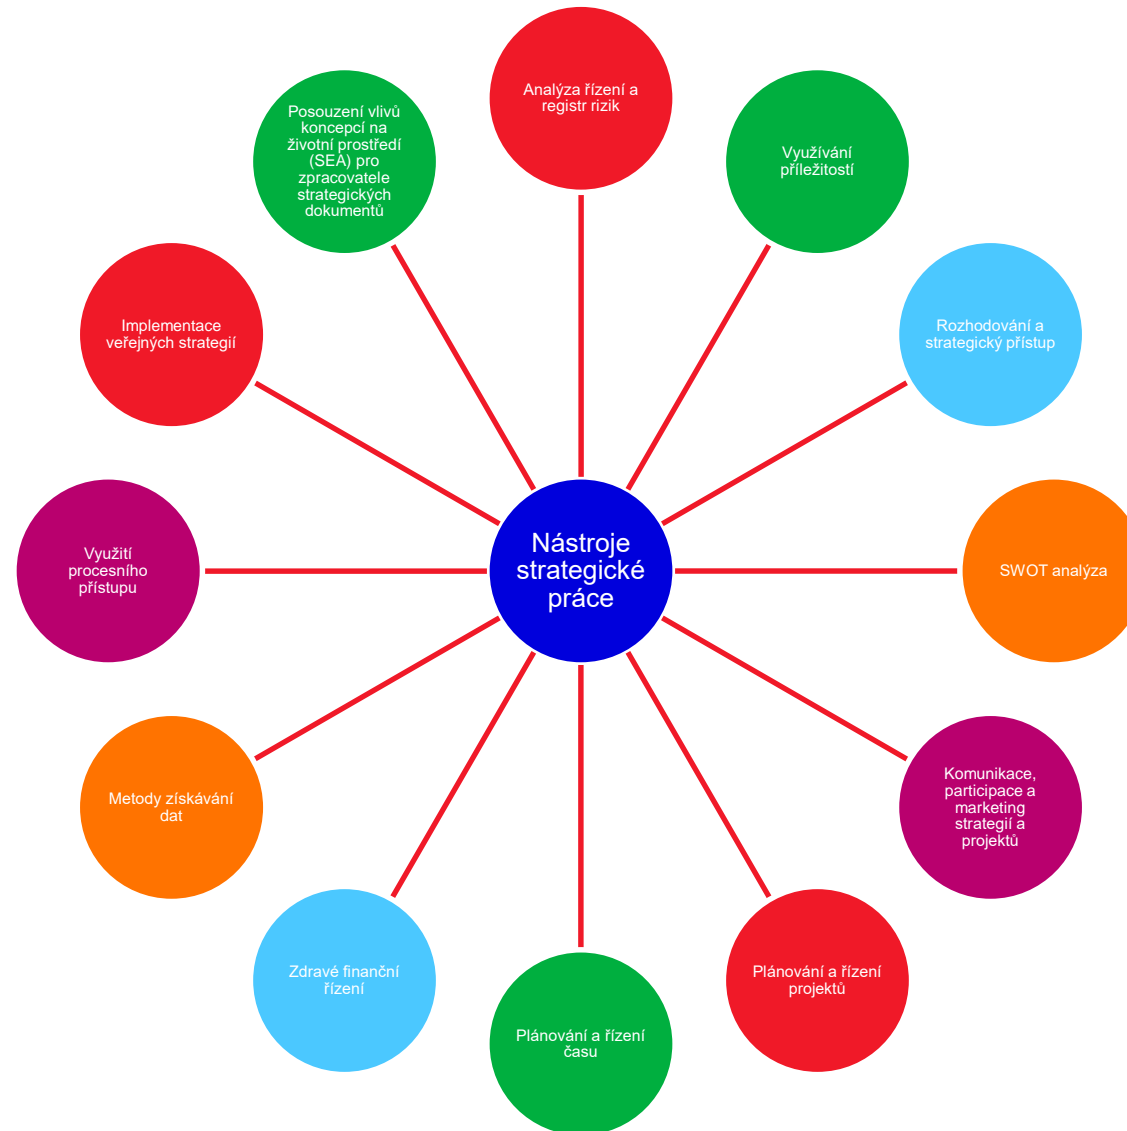 Analýza řízení a
registr rizik
Využívání
příležitostí
Rozhodování a
strategický přístup
SWOT analýza
Komunikace,
participace a
marketing
strategií a
projektů
Plánování a řízení
projektů
Plánování a řízení
času
Zdravé finanční
řízení
Metody získávání
dat
Využití
procesního
přístupu
Implementace
veřejných strategií
Posouzení vlivů
koncepcí na
životní prostředí
(SEA) pro
zpracovatele
strategických
dokumentů
Nástroje
strategické
práce